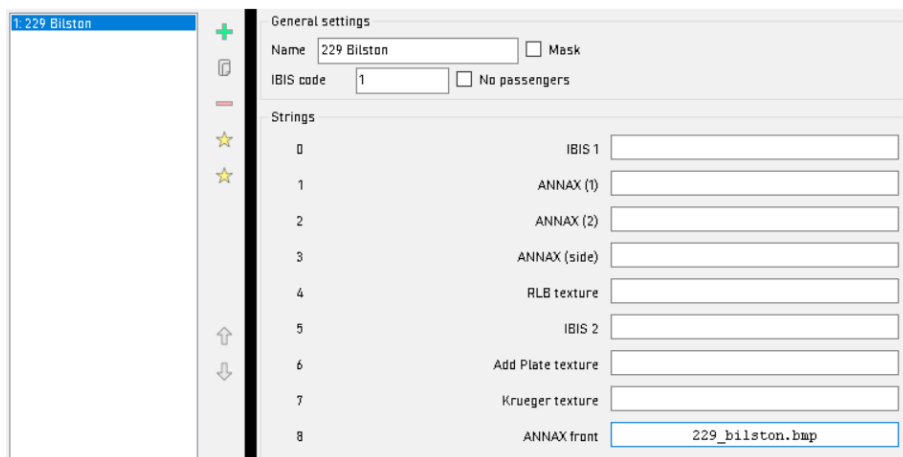 1: 229 Bilston
General settings
Name 229 Bilston Mask
IBIS code 1 No passengers
Strings
0 IBIS 1
1 ANNAX (1)
2 ANNAX (2)
3 ANNAX (side)
4 RLB texture
5 IBIS 2
6 Add Plate texture
7 Krueger texture
8 ANNAX front 229_bilston.bmp